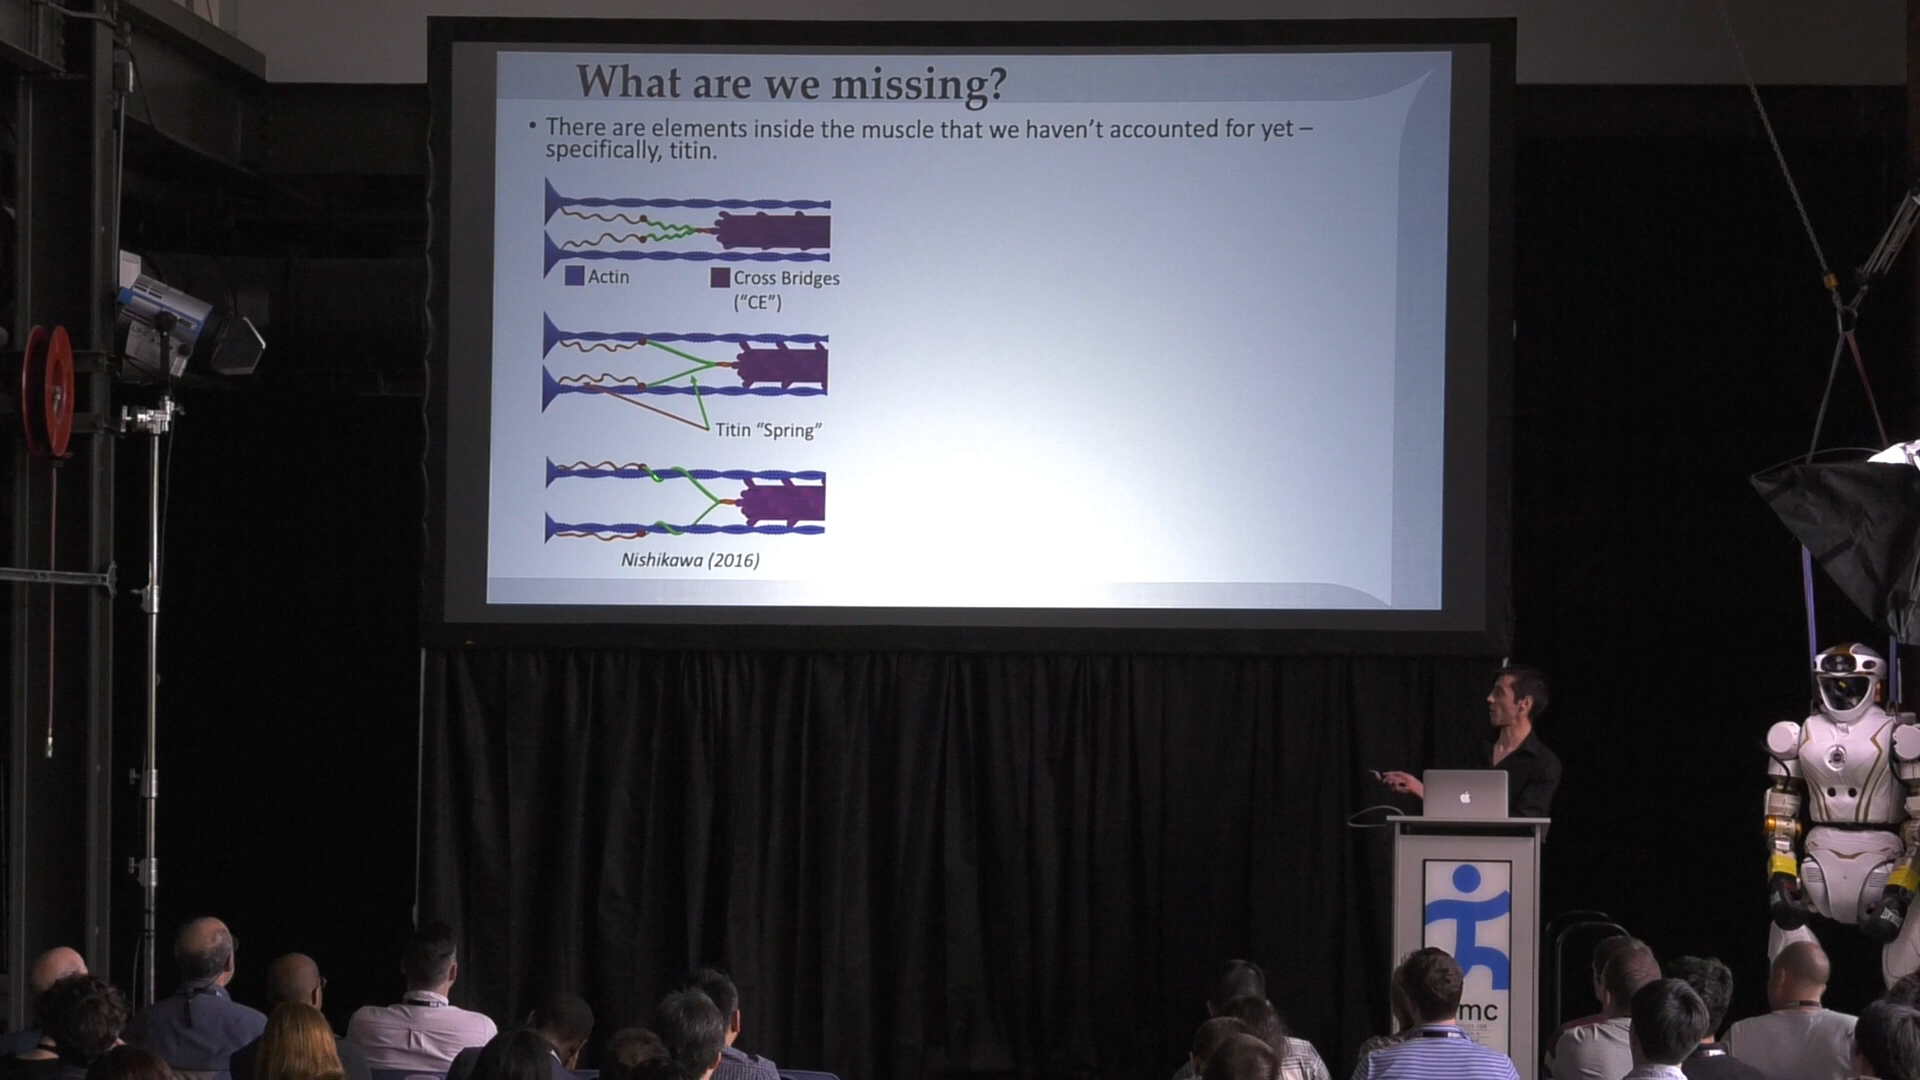 What are we missing?
• There are elements inside the muscle that we haven't accounted for yet –
specifically, titin.
Actin
Cross Bridges
("CE")
Titin "Spring"
Nishikawa (2016)
mc